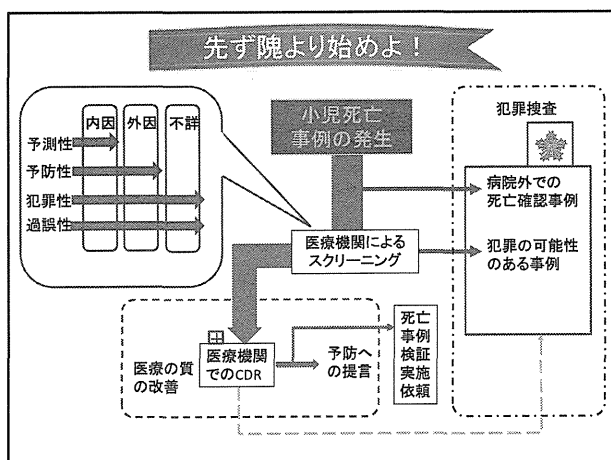 先ず隗より始めよ！
内因 外因 不詳
予測性
予防性
犯罪性
過誤性
小児死亡
事例の発生
医療機関による
スクリーニング
犯罪捜査
病院外での
死亡確認事例
犯罪の可能性
のある事例
医療の質
の改善
医療機関
でのCDR
予防へ
の提言
死亡
事例
検証
実施
依頼